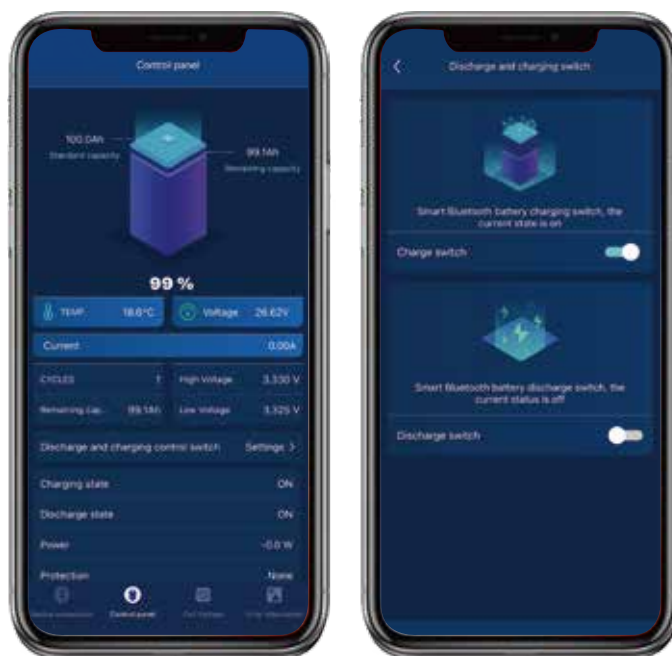 Control panel
100.0Ah
Standard capacity
99.1Ah
Remaining capacity
99 %
TEMP. 18.6°C
Voltage 26.62V
Current 0.00A
CYCLES 1 High Voltage 3.330 V
Remaining cap. 99.1Ah Low Voltage 3.325 V
Discharge and charging control switch Settings >
Charging state ON
Discharge state ON
Power -0.0 W
Protection None
Control panel
Discharge and charging switch
Smart Bluetooth battery charging switch, the
current state is on
Charge switch
Smart Bluetooth battery discharge switch, the
current status is off
Discharge switch